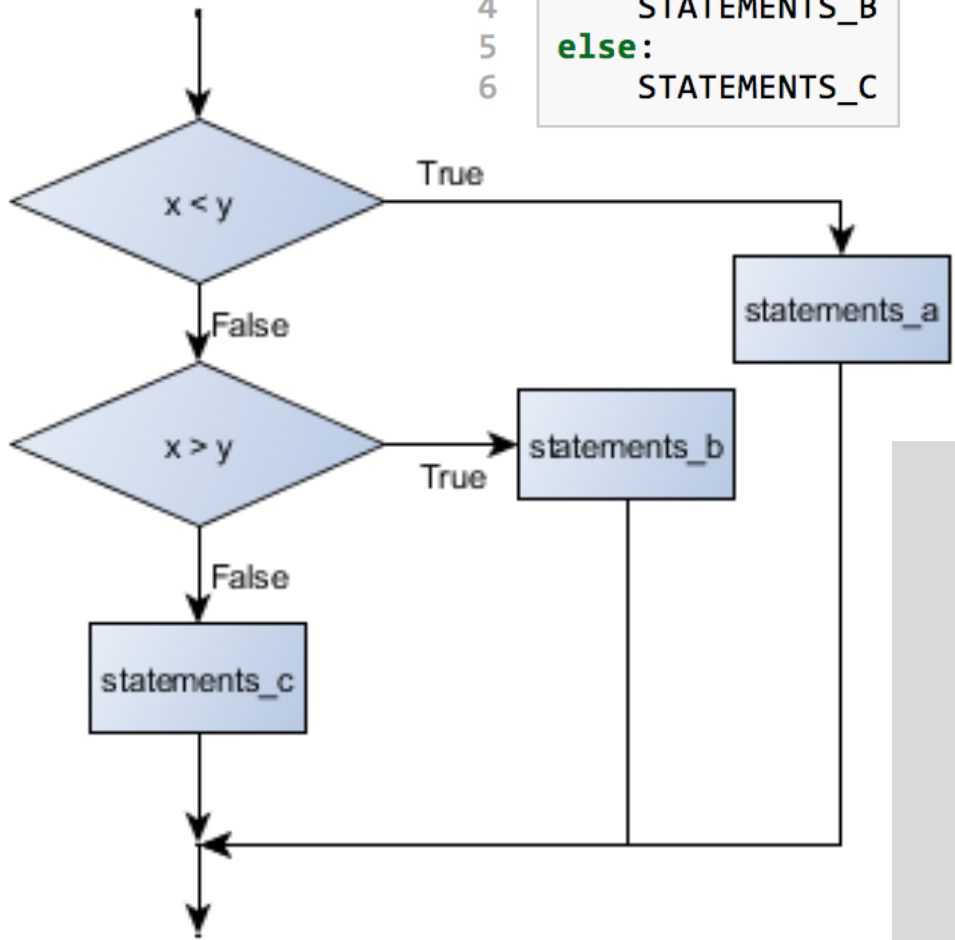 4 STATEMENTS_B
5 else:
6 STATEMENTS_C
True
x < y
statements_a
False
x > y
statements_b
True
False
statements_c